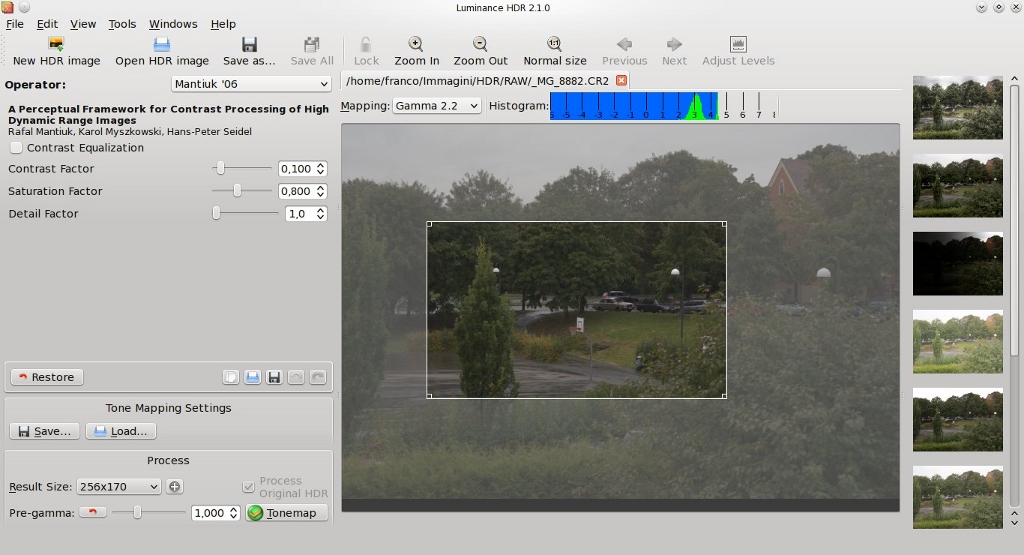 Luminance HDR 2.1.0
File Edit View Tools Windows Help
New HDR image Open HDR image Save as... Save All Lock Zoom In Zoom Out Normal size Previous Next Adjust Levels
Operator: Mantiuk '06
A Perceptual Framework for Contrast Processing of High
Dynamic Range Images
Rafal Mantiuk, Karol Myszkowski, Hans-Peter Seidel
Contrast Equalization
Contrast Factor 0,100
Saturation Factor 0,800
Detail Factor 1,0
Restore
Tone Mapping Settings
Save... Load...
Process
Result Size: 256x170 Process
Original HDR
Pre-gamma: 1,000 Tonemap
/home/franco/Immagini/HDR/RAW/_MG_8882.CR2
Mapping: Gamma 2.2 Histogram:
-5 -4 -3 -2 -1 0 1 2 3 4 5 6 7